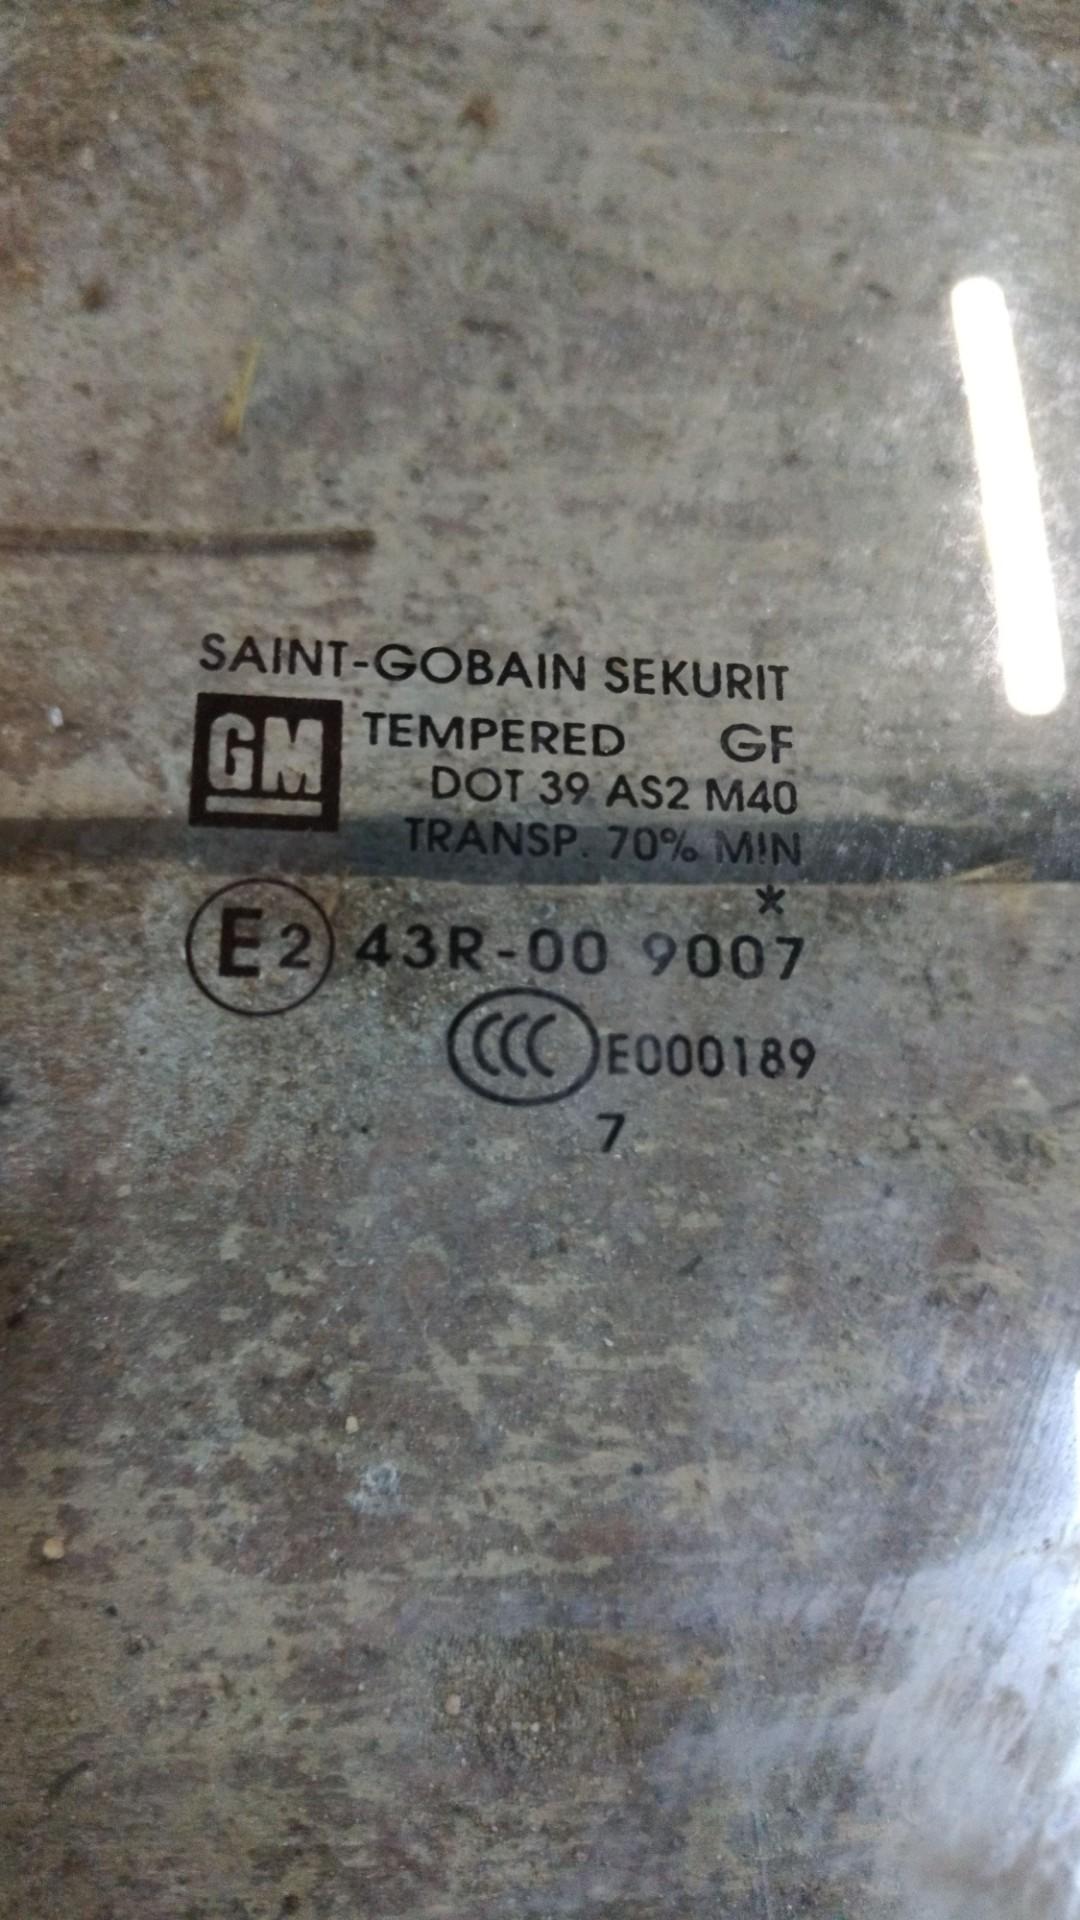 SAINT-GOBAIN SEKURIT
GM TEMPERED GF
DOT 39 AS2 M40
TRANSP. 70% MIN
*
E2 43R-00 9007
CCC E000189
7